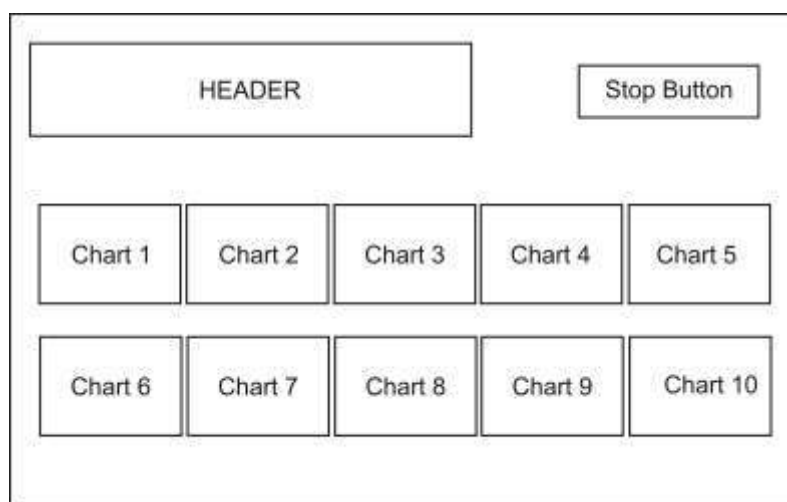 HEADER
Stop Button
Chart 1
Chart 2
Chart 3
Chart 4
Chart 5
Chart 6
Chart 7
Chart 8
Chart 9
Chart 10